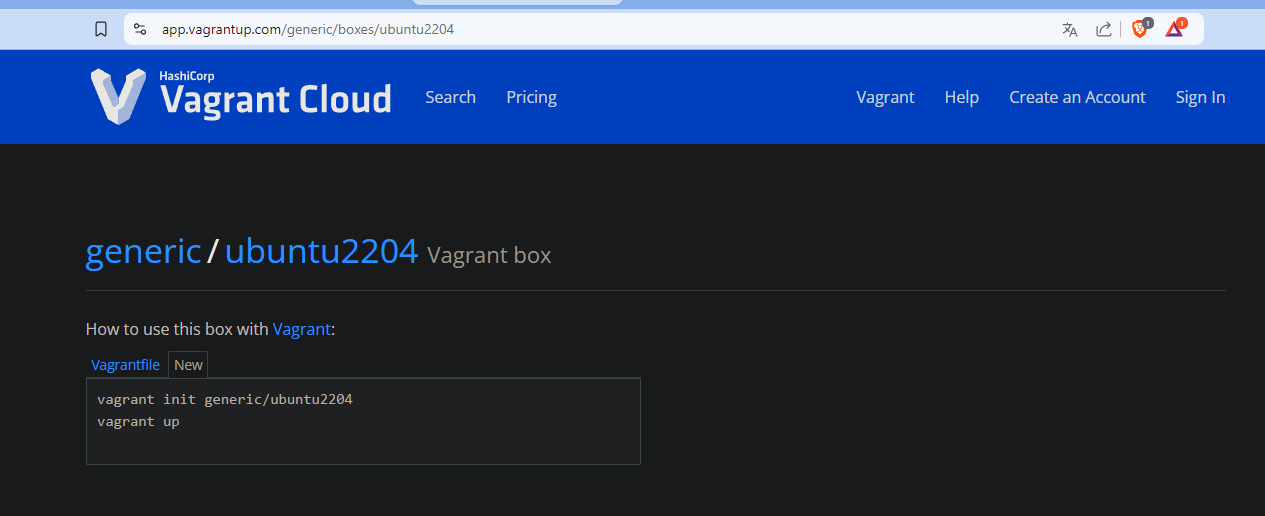 app.vagrantup.com/generic/boxes/ubuntu2204
1
1
HashiCorp
Vagrant Cloud
Search Pricing Vagrant Help Create an Account Sign In
generic/ubuntu2204 Vagrant box
How to use this box with Vagrant:
Vagrantfile New
vagrant init generic/ubuntu2204
vagrant up